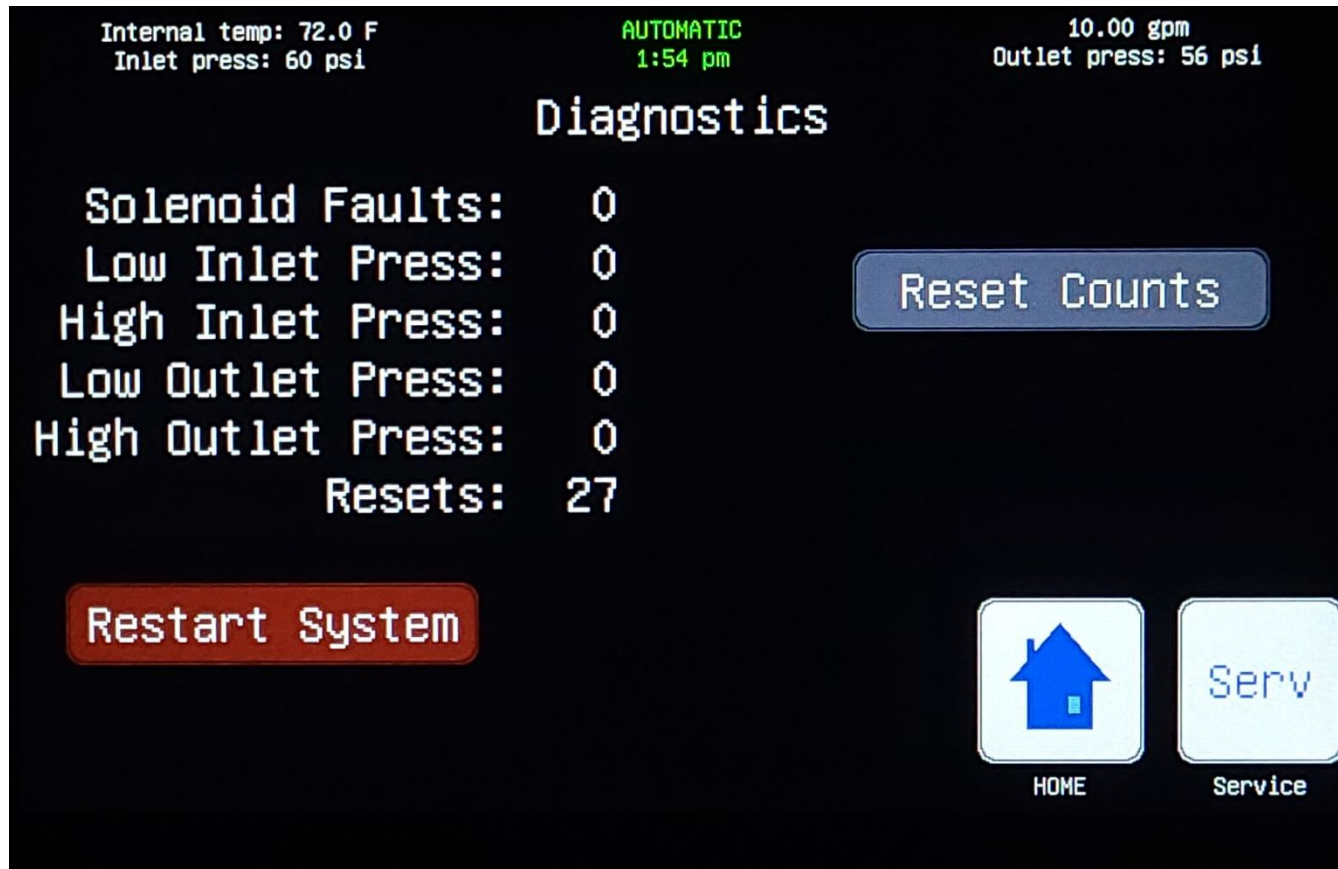 Internal temp: 72.0 F
Inlet press: 60 psi
AUTOMATIC
1:54 pm
10.00 gpm
Outlet press: 56 psi
Diagnostics
Solenoid Faults: 0
Low Inlet Press: 0
High Inlet Press: 0
Low Outlet Press: 0
High Outlet Press: 0
Resets: 27
Reset Counts
Restart System
Serv
HOME
Service